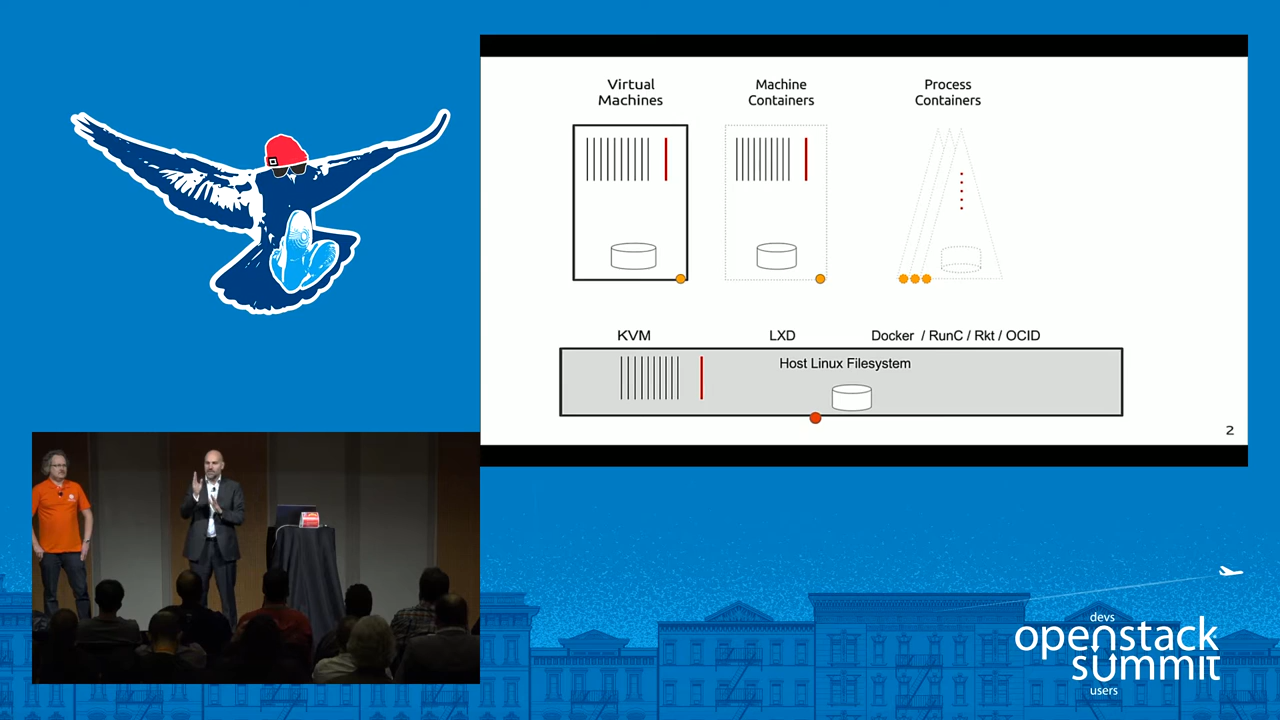 Virtual
Machines
Machine
Containers
Process
Containers
KVM
LXD
Docker / RunC / Rkt / OCID
Host Linux Filesystem
2
devs
openstack
summit
users